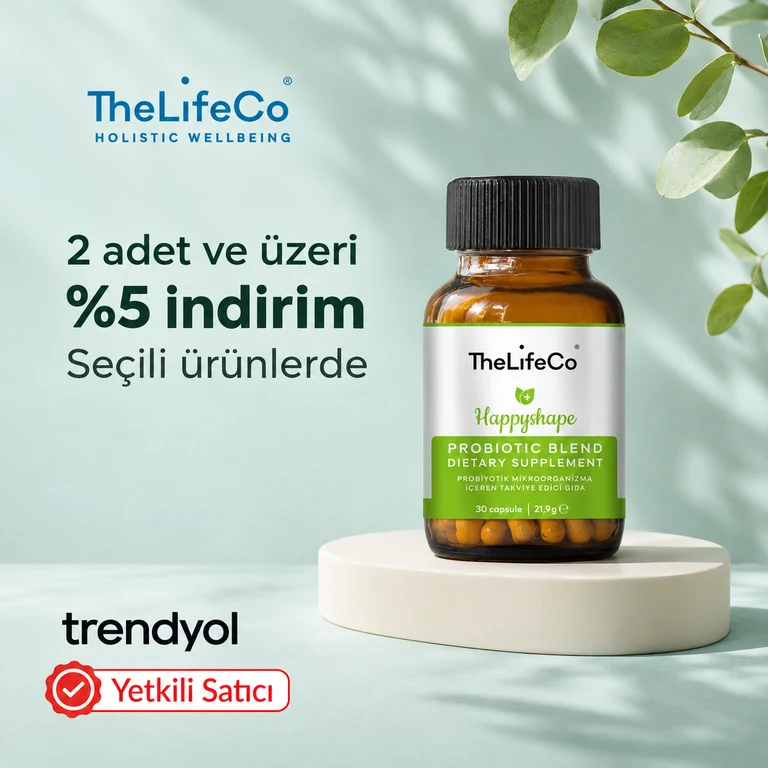 TheLifeCo®
HOLISTIC WELLBEING
2 adet ve üzeri
%5 indirim
Seçili ürünlerde
TheLifeCo®
Happyshape
PROBIOTIC BLEND
DIETARY SUPPLEMENT
PROBİYOTİK MİKROORGANİZMA
İÇEREN TAKVİYE EDİCİ GIDA
30 capsule | 21,9g ℮
trendyol
Yetkili Satıcı